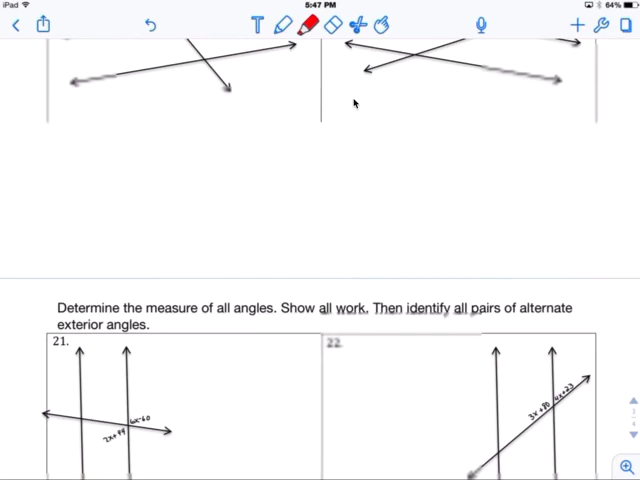 iPad
5:47 PM
64%
T
Determine the measure of all angles. Show all work. Then identify all pairs of alternate
exterior angles.
21.
22
6x-60
2x+44
3x+80
4x+23